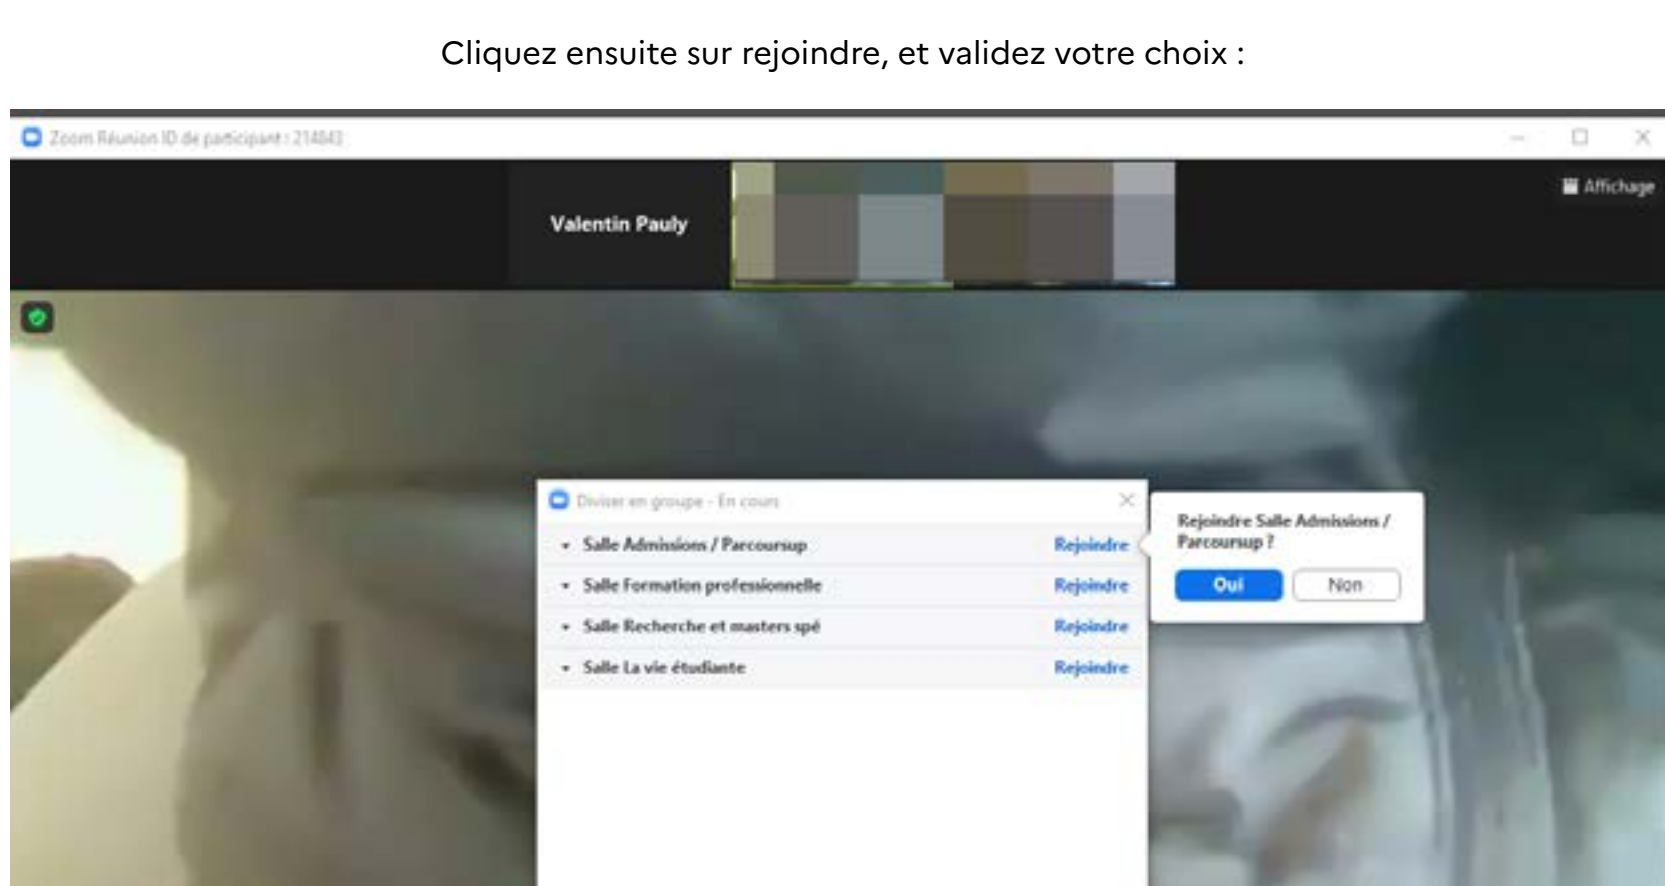 Cliquez ensuite sur rejoindre, et validez votre choix :
Zoom Réunion ID de participant : 214843
Valentin Pauly
Affichage
Diviser en groupe - En cours
Salle Admissions / Parcoursup Rejoindre
Salle Formation professionnelle Rejoindre
Salle Recherche et masters spé Rejoindre
Salle La vie étudiante Rejoindre
Rejoindre Salle Admissions /
Parcoursup ?
Oui Non